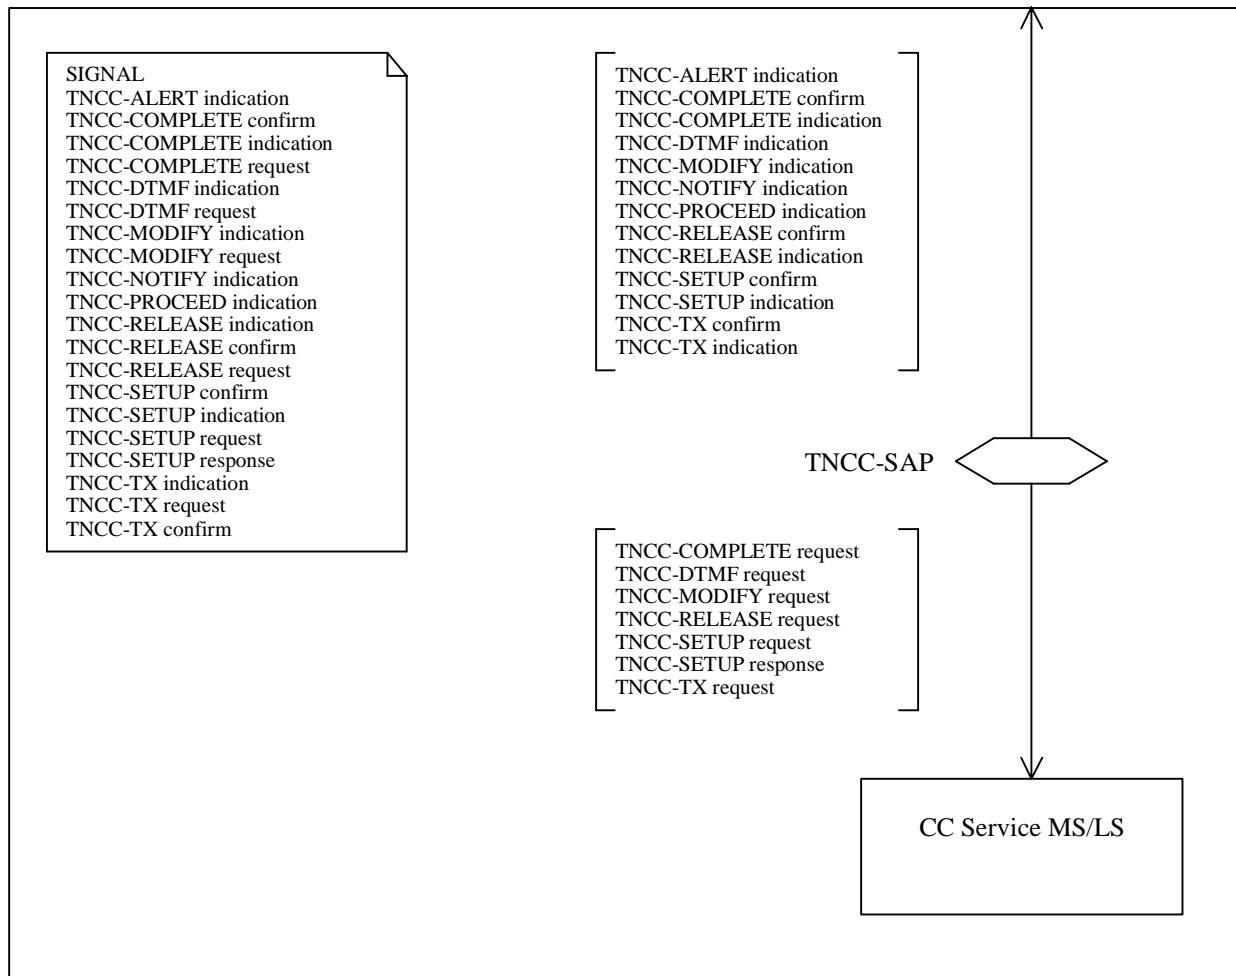 SIGNAL
TNCC-ALERT indication
TNCC-COMPLETE confirm
TNCC-COMPLETE indication
TNCC-COMPLETE request
TNCC-DTMF indication
TNCC-DTMF request
TNCC-MODIFY indication
TNCC-MODIFY request
TNCC-NOTIFY indication
TNCC-PROCEED indication
TNCC-RELEASE indication
TNCC-RELEASE confirm
TNCC-RELEASE request
TNCC-SETUP confirm
TNCC-SETUP indication
TNCC-SETUP request
TNCC-SETUP response
TNCC-TX indication
TNCC-TX request
TNCC-TX confirm
TNCC-ALERT indication
TNCC-COMPLETE confirm
TNCC-COMPLETE indication
TNCC-DTMF indication
TNCC-MODIFY indication
TNCC-NOTIFY indication
TNCC-PROCEED indication
TNCC-RELEASE confirm
TNCC-RELEASE indication
TNCC-SETUP confirm
TNCC-SETUP indication
TNCC-TX confirm
TNCC-TX indication
TNCC-SAP
TNCC-COMPLETE request
TNCC-DTMF request
TNCC-MODIFY request
TNCC-RELEASE request
TNCC-SETUP request
TNCC-SETUP response
TNCC-TX request
CC Service MS/LS